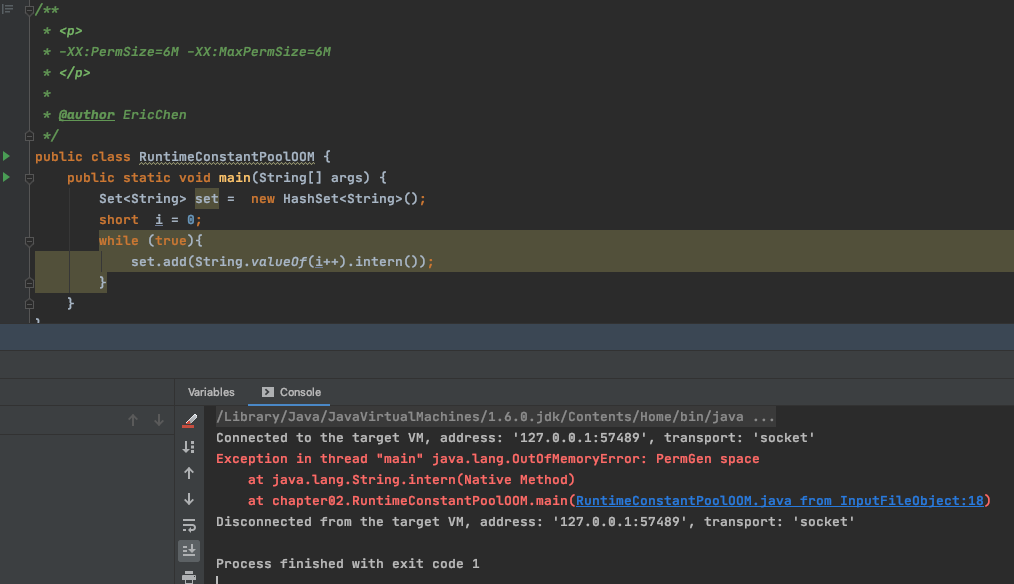 /**
 * <p>
 * -XX:PermSize=6M -XX:MaxPermSize=6M
 * </p>
 *
 * @author EricChen
 */
public class RuntimeConstantPoolOOM {
    public static void main(String[] args) {
        Set<String> set =  new HashSet<String>();
        short  i = 0;
        while (true){
            set.add(String.valueOf(i++).intern());
        }
    }
}
Variables Console
/Library/Java/JavaVirtualMachines/1.6.0.jdk/Contents/Home/bin/java ...
Connected to the target VM, address: '127.0.0.1:57489', transport: 'socket'
Exception in thread "main" java.lang.OutOfMemoryError: PermGen space
    at java.lang.String.intern(Native Method)
    at chapter02.RuntimeConstantPoolOOM.main(RuntimeConstantPoolOOM.java from InputFileObject:18)
Disconnected from the target VM, address: '127.0.0.1:57489', transport: 'socket'
Process finished with exit code 1